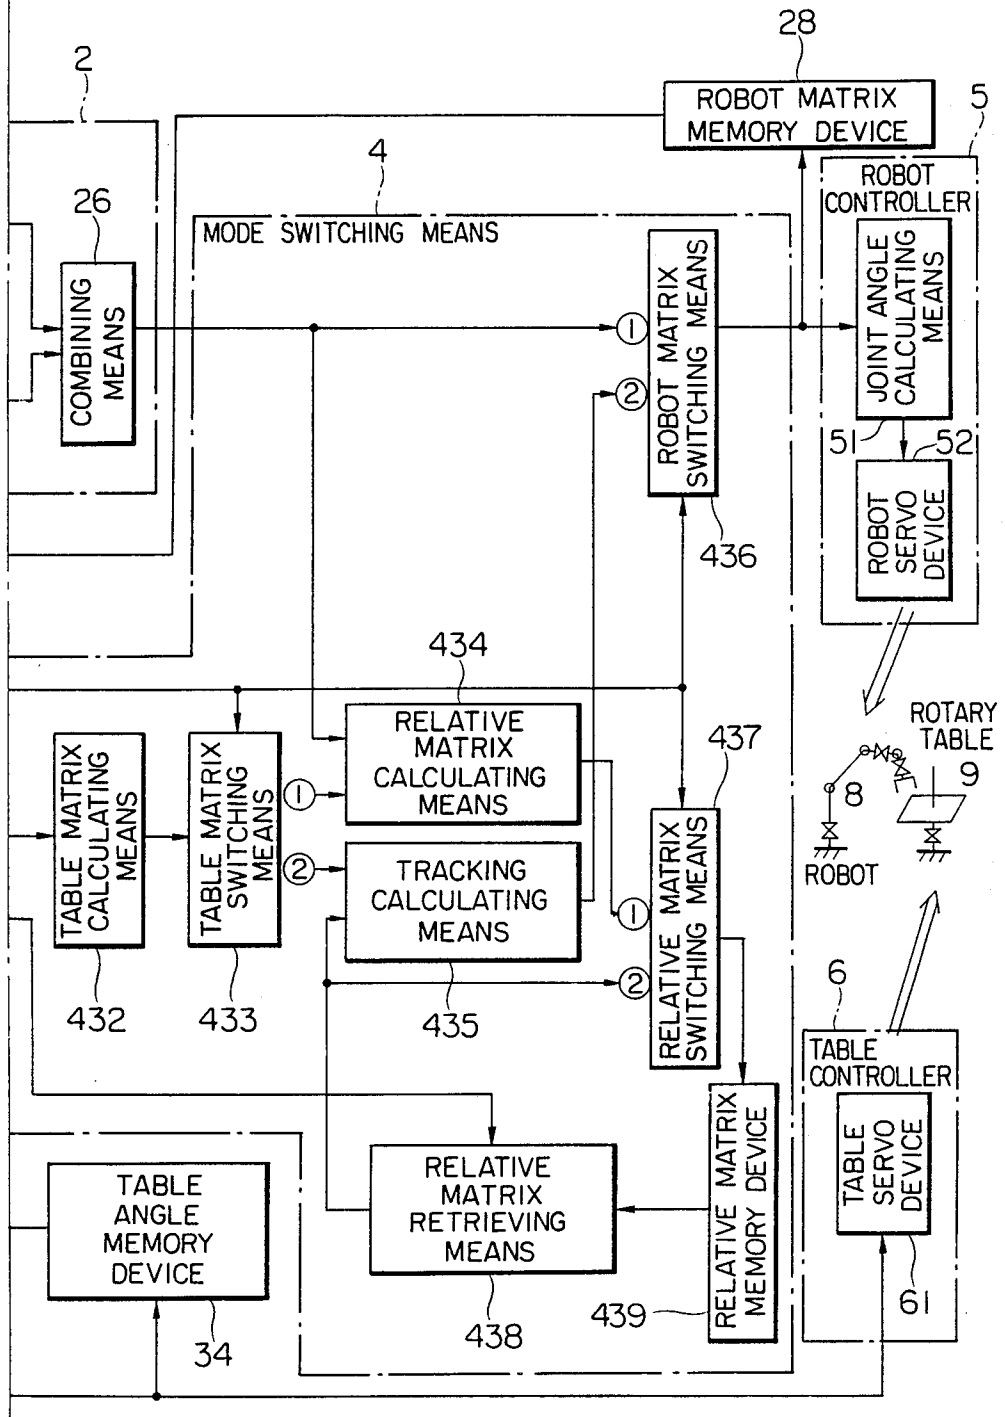 28
2
ROBOT MATRIX
MEMORY DEVICE
5
4
ROBOT
CONTROLLER
26
MODE SWITCHING MEANS
COMBINING
MEANS
1
2
ROBOT MATRIX
SWITCHING MEANS
JOINT ANGLE
CALCULATING
MEANS
51
52
436
ROBOT
SERVO
DEVICE
434
RELATIVE
MATRIX
CALCULATING
MEANS
437
ROTARY
TABLE
9
8
ROBOT
TABLE MATRIX
CALCULATING
MEANS
TABLE MATRIX
SWITCHING
MEANS
1
2
TRACKING
CALCULATING
MEANS
1
2
RELATIVE MATRIX
SWITCHING MEANS
432
433
435
6
TABLE
CONTROLLER
TABLE
SERVO
DEVICE
61
TABLE
ANGLE
MEMORY
DEVICE
34
RELATIVE
MATRIX
RETRIEVING
MEANS
438
RELATIVE MATRIX
MEMORY DEVICE
439